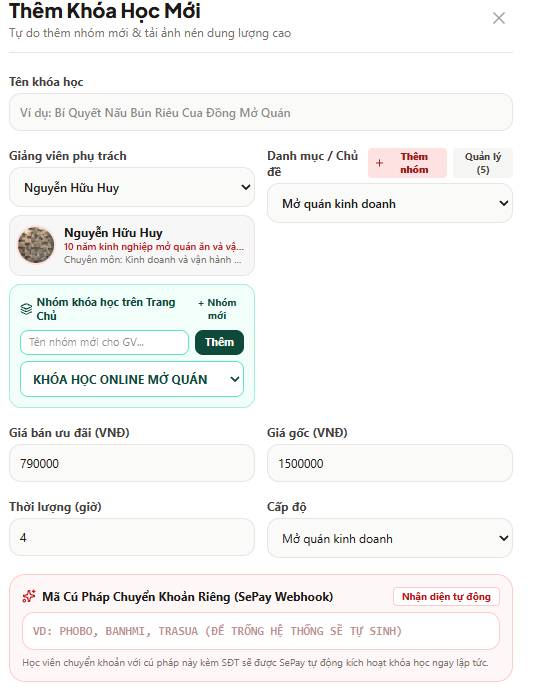 Thêm Khóa Học Mới
Tự do thêm nhóm mới & tải ảnh nén dung lượng cao
Tên khóa học
Ví dụ: Bí Quyết Nấu Bún Riêu Cua Đồng Mở Quán
Giảng viên phụ trách
Nguyễn Hữu Huy
Nguyễn Hữu Huy
10 năm kinh nghiệp mở quán ăn và vậ...
Chuyên môn: Kinh doanh và vận hành ...
Danh mục / Chủ
đề
+ Thêm
nhóm
Quản lý
(5)
Mở quán kinh doanh
Nhóm khóa học trên Trang
Chủ
+ Nhóm
mới
Tên nhóm mới cho GV...
Thêm
KHÓA HỌC ONLINE MỞ QUÁN
Giá bán ưu đãi (VNĐ)
790000
Giá gốc (VNĐ)
1500000
Thời lượng (giờ)
4
Cấp độ
Mở quán kinh doanh
Mã Cú Pháp Chuyển Khoản Riêng (SePay Webhook)
Nhận diện tự động
VD: PHOBO, BANHMI, TRASUA (ĐỂ TRỐNG HỆ THỐNG SẼ TỰ SINH)
Học viên chuyển khoản với cú pháp này kèm SĐT sẽ được SePay tự động kích hoạt khóa học ngay lập tức.